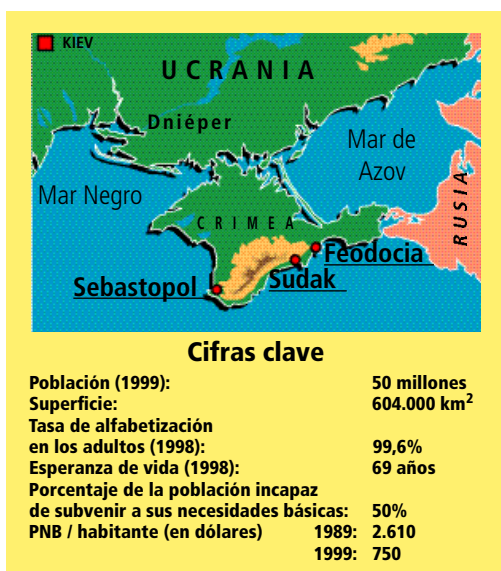 KIEV
UCRANIA
Dniéper
Mar de
Azov
Mar Negro
CRIMEA
RUSIA
Feodocia
Sudak
Sebastopol
Cifras clave
Población (1999): 50 millones
Superficie: 604.000 km²
Tasa de alfabetización
en los adultos (1998): 99,6%
Esperanza de vida (1998): 69 años
Porcentaje de la población incapaz
de subvenir a sus necesidades básicas: 50%
PNB / habitante (en dólares) 1989: 2.610
1999: 750